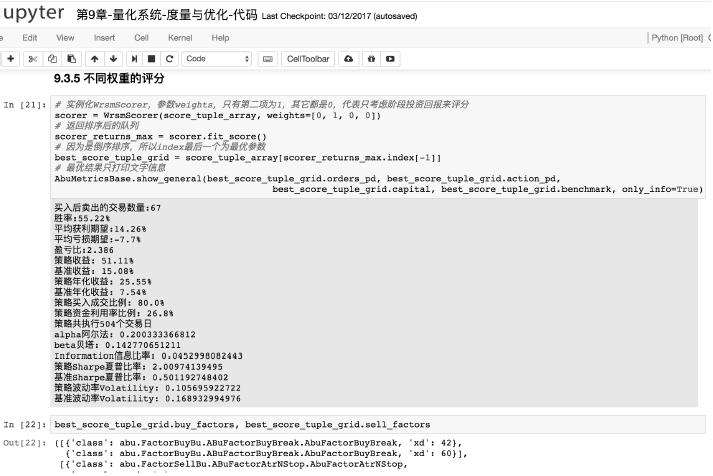 upyter 第9章-量化系统-度量与优化-代码 Last Checkpoint: 03/12/2017 (autosaved)
Edit View Insert Cell Kernel Help Python [Root]
Code CellToolbar
9.3.5 不同权重的评分
In [21]: # 实例化WrsmScorer, 参数weights, 只有第二项为1, 其它都是0, 代表只考虑阶段投资回报来评分
scorer = WrsmScorer(score_tuple_array, weights=[0, 1, 0, 0])
# 返回排序后的队列
scorer_returns_max = scorer.fit_score()
# 因为是倒序排序, 所以index最后一个为最优参数
best_score_tuple_grid = score_tuple_array[scorer_returns_max.index[-1]]
# 最优结果只打印文字信息
AbuMetricsBase.show_general(best_score_tuple_grid.orders_pd, best_score_tuple_grid.action_pd,
best_score_tuple_grid.capital, best_score_tuple_grid.benchmark, only_info=True)
买入后卖出的交易数量:67
胜率:55.22%
平均获利期望:14.26%
平均亏损期望:-7.7%
盈亏比:2.386
策略收益: 51.11%
基准收益: 15.08%
策略年化收益: 25.55%
基准年化收益: 7.54%
策略买入成交比例: 80.0%
策略资金利用率比例: 26.8%
策略共执行504个交易日
alpha阿尔法: 0.200333366812
beta贝塔: 0.142770651211
Information信息比率: 0.0452998082443
策略Sharpe夏普比率: 2.00974139495
基准Sharpe夏普比率: 0.501192748402
策略波动率Volatility: 0.105695922722
基准波动率Volatility: 0.168932994976
In [22]: best_score_tuple_grid.buy_factors, best_score_tuple_grid.sell_factors
Out[22]: ([{'class': abu.FactorBuyBu.ABuFactorBuyBreak.AbuFactorBuyBreak, 'xd': 42},
{'class': abu.FactorBuyBu.ABuFactorBuyBreak.AbuFactorBuyBreak, 'xd': 60}],
[{'class': abu.FactorSellBu.ABuFactorAtrNStop.AbuFactorAtrNStop,